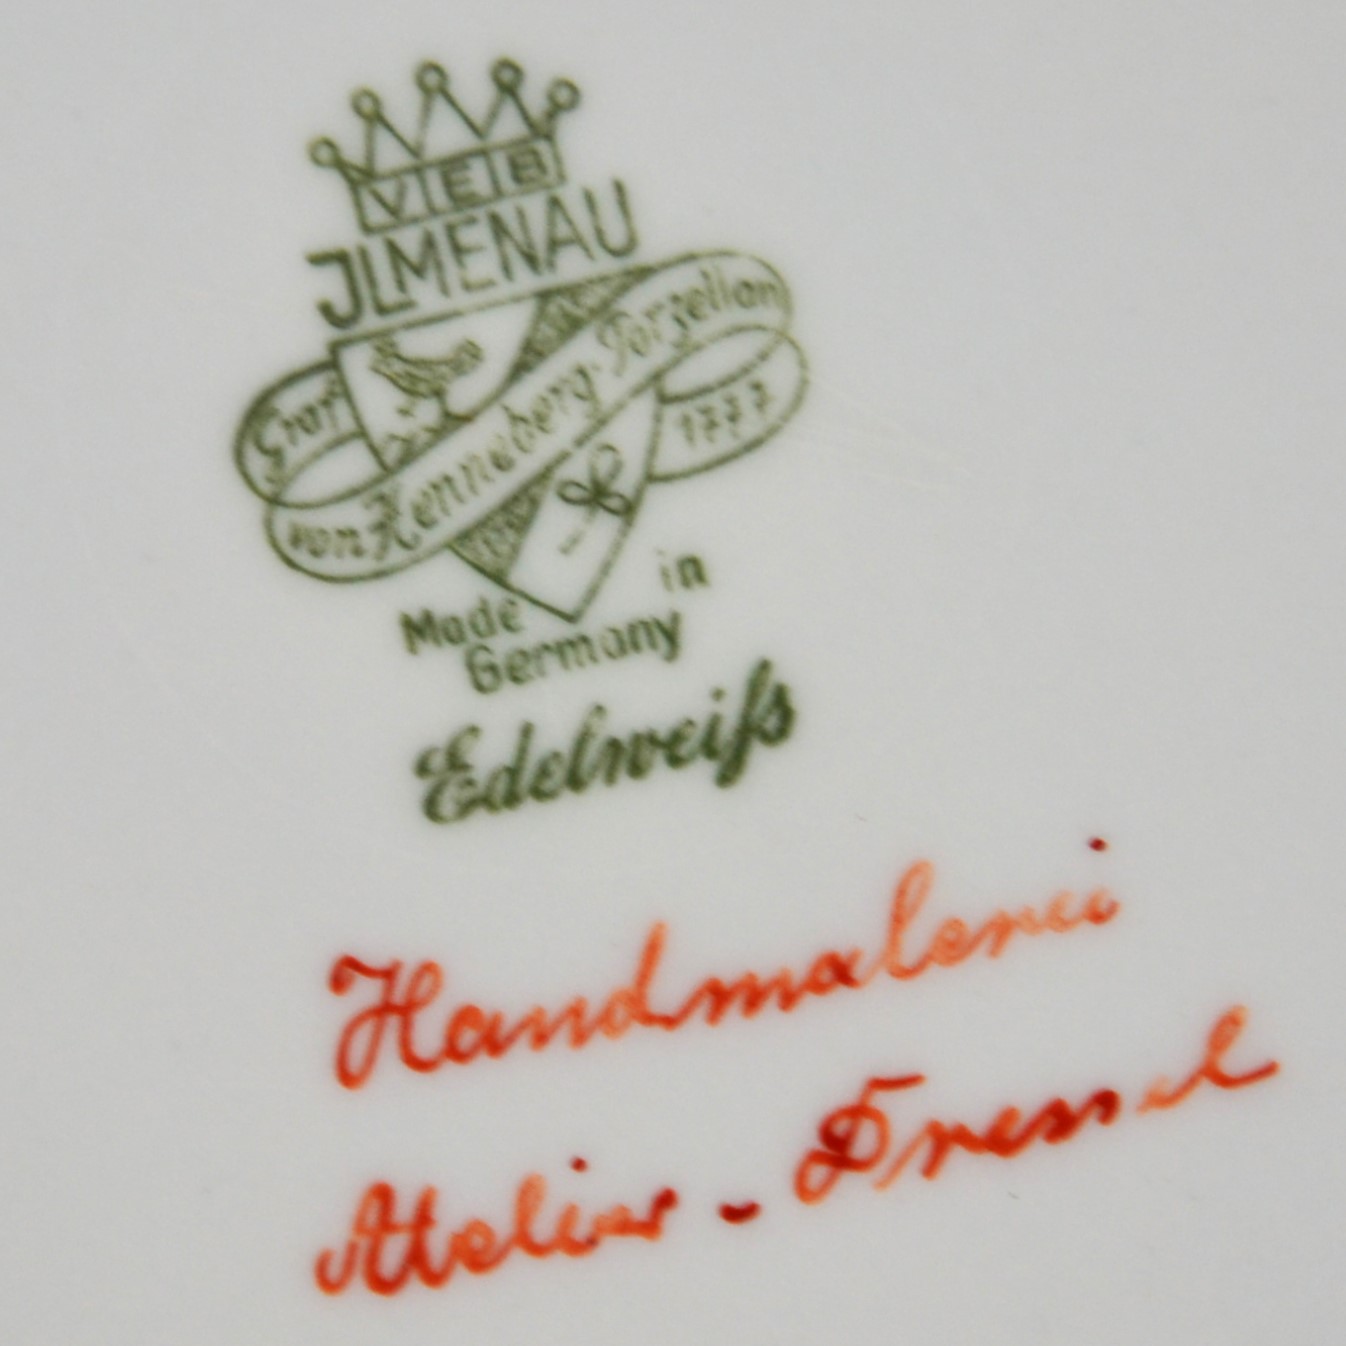 VEB
JLMENAU
Graf
von Henneberg-Porzellan
1777
Made in
Germany
Edelweiß
Handmalerei
Atelier - Dressel